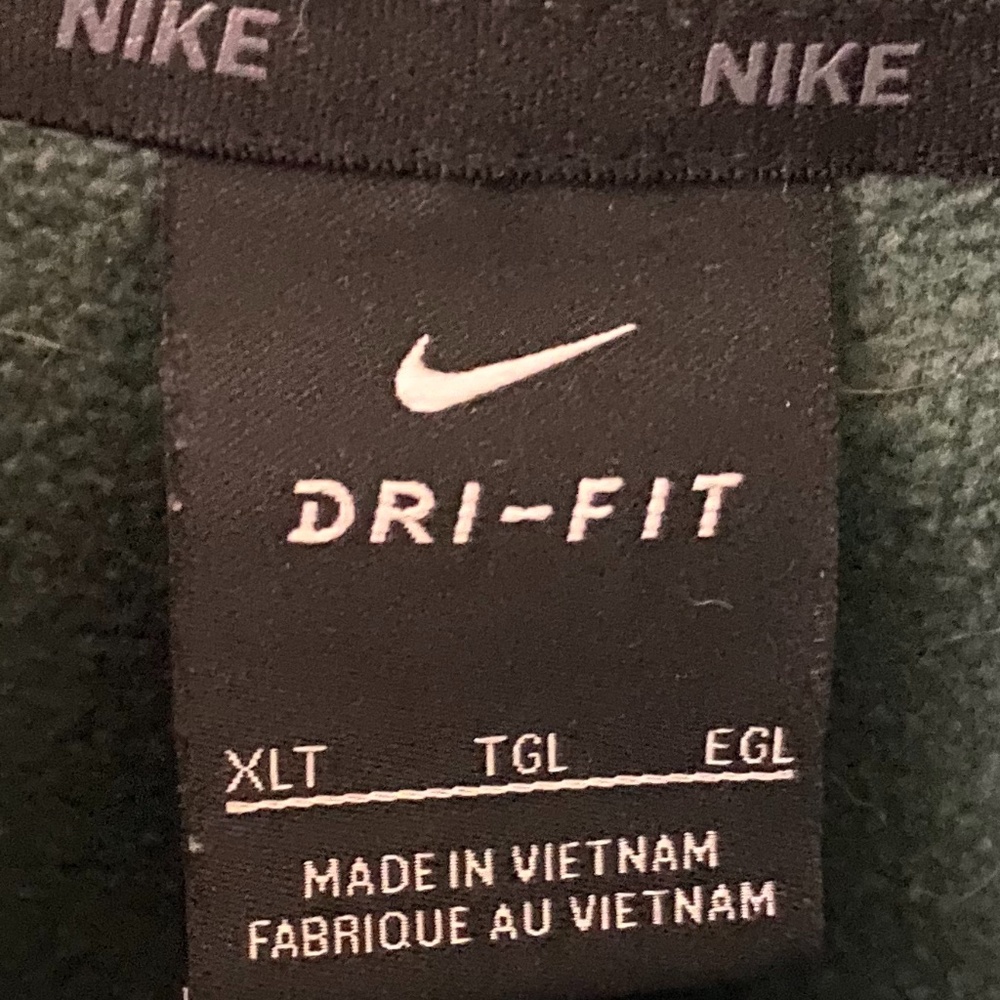 NIKE NIKE
DRI-FIT
XLT TGL EGL
MADE IN VIETNAM
FABRIQUE AU VIETNAM